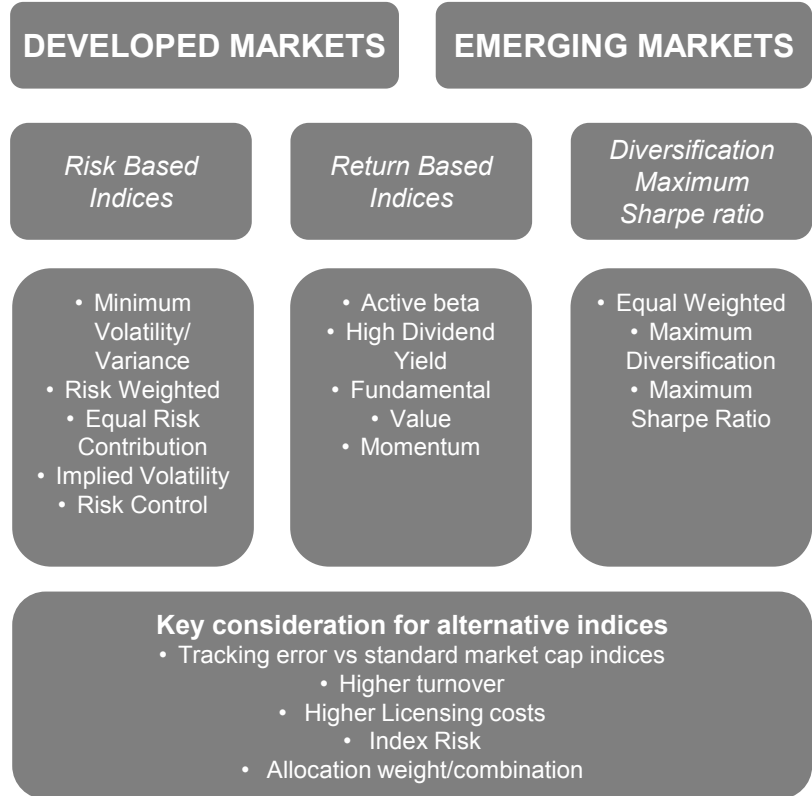 DEVELOPED MARKETS
EMERGING MARKETS
Risk Based
Indices
Return Based
Indices
Diversification
Maximum
Sharpe ratio
• Minimum
Volatility/
Variance
• Risk Weighted
• Equal Risk
Contribution
• Implied Volatility
• Risk Control
• Active beta
• High Dividend
Yield
• Fundamental
• Value
• Momentum
• Equal Weighted
• Maximum
Diversification
• Maximum
Sharpe Ratio
Key consideration for alternative indices
• Tracking error vs standard market cap indices
• Higher turnover
• Higher Licensing costs
• Index Risk
• Allocation weight/combination